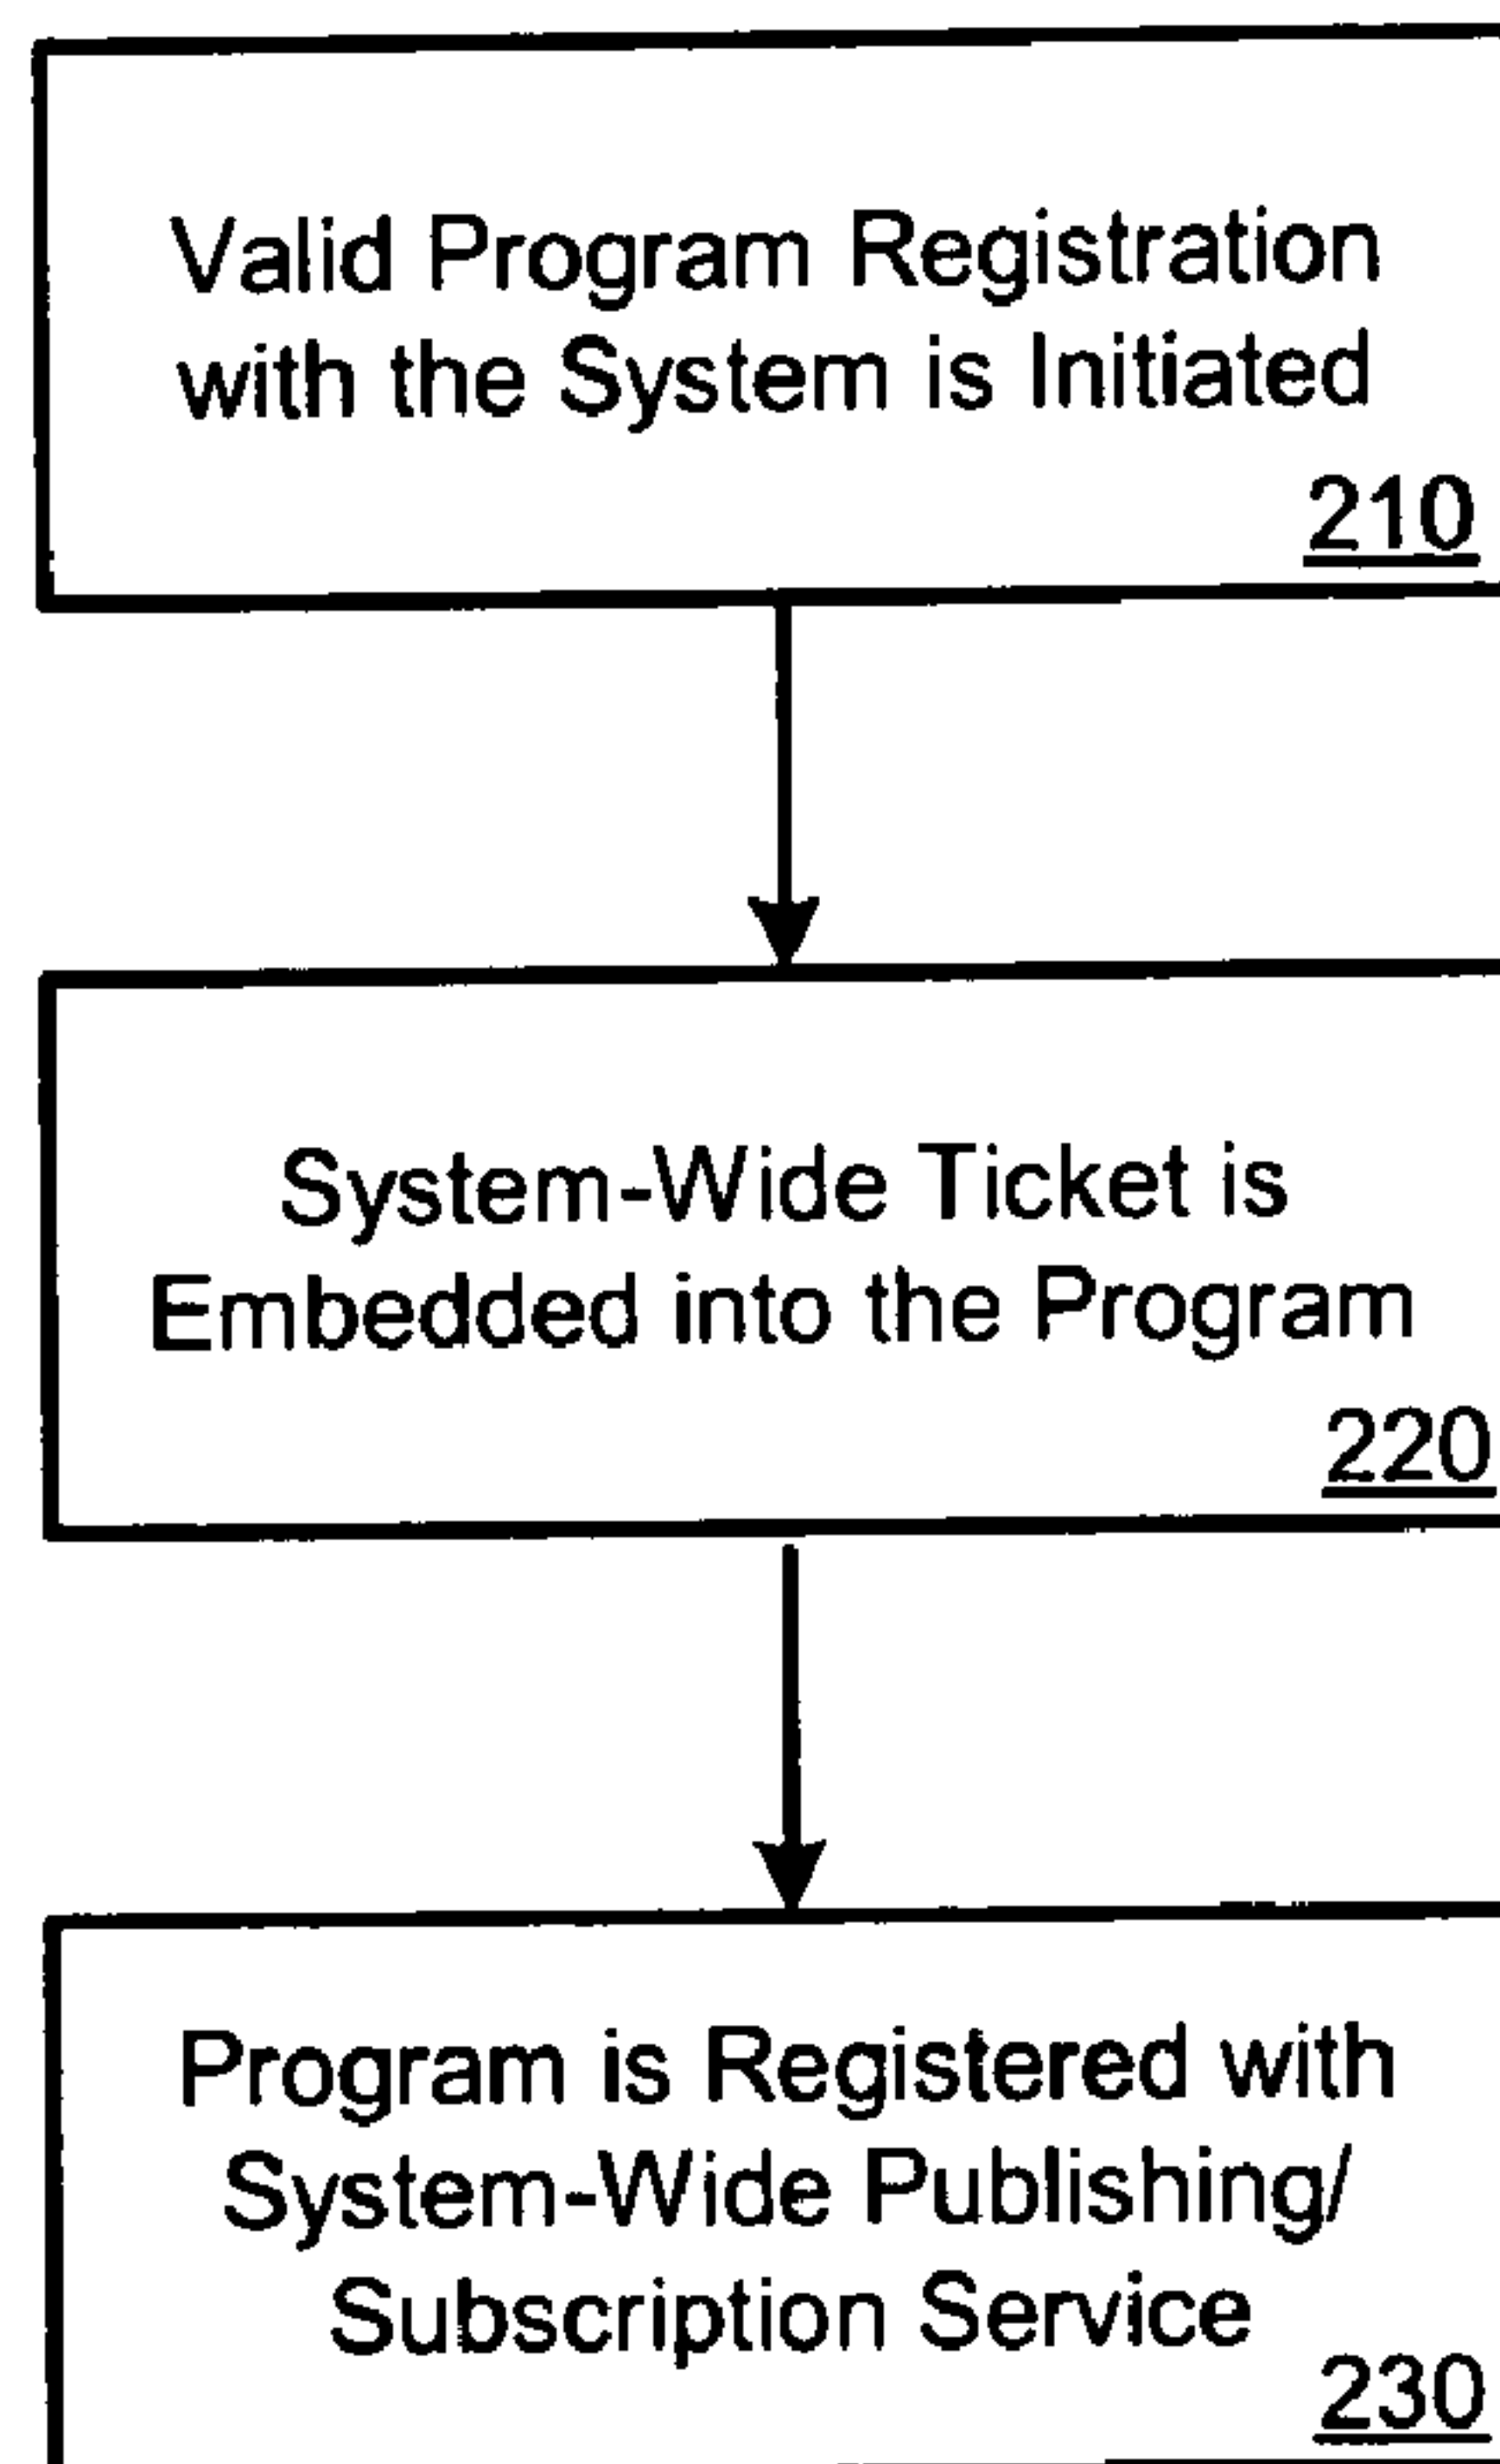 Valid Program Registration
with the System is Initiated
210
System-Wide Ticket is
Embedded into the Program
220
Program is Registered with
System-Wide Publishing/
Subscription Service
230